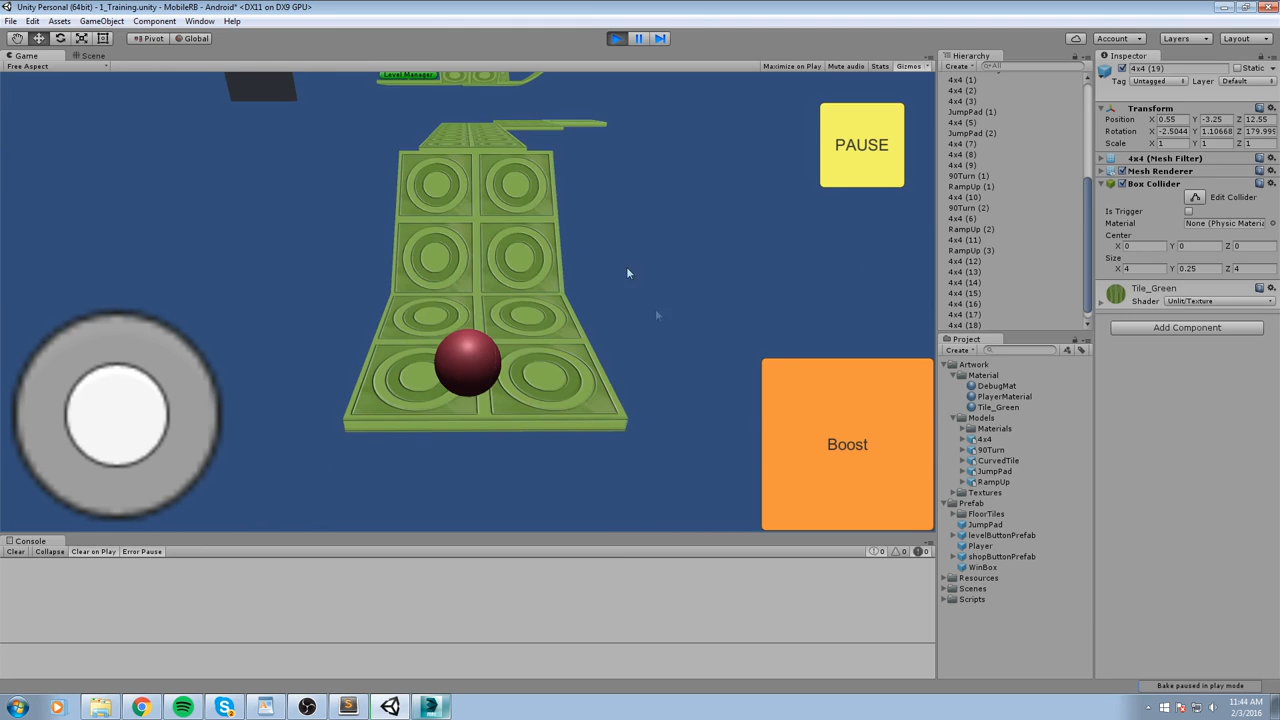 Unity Personal (64bit) - 1_Training.unity - MobileRB - Android* <DX11 on DX9 GPU>
File Edit Assets GameObject Component Window Help
Pivot Global
Account Layers Layout
Game Scene
Free Aspect
Maximize on Play Mute audio Stats Gizmos
Level Manager
PAUSE
Boost
Hierarchy
Create All
4x4 (1)
4x4 (2)
4x4 (3)
JumpPad (1)
4x4 (5)
JumpPad (2)
4x4 (7)
4x4 (8)
4x4 (9)
90Turn (1)
RampUp (1)
4x4 (10)
90Turn (2)
4x4 (6)
RampUp (2)
4x4 (11)
RampUp (3)
4x4 (12)
4x4 (13)
4x4 (14)
4x4 (15)
4x4 (16)
4x4 (17)
4x4 (18)
Project
Create
Artwork
Material
DebugMat
PlayerMaterial
Tile_Green
Models
Materials
4x4
90Turn
CurvedTile
JumpPad
RampUp
Textures
Prefab
FloorTiles
JumpPad
levelButtonPrefab
Player
shopButtonPrefab
WinBox
Resources
Scenes
Scripts
Inspector
4x4 (19) Static
Tag Untagged Layer Default
Transform
Position X 0.55 Y -3.25 Z 12.55
Rotation X -2.5044 Y 1.10668 Z 179.999
Scale X 1 Y 1 Z 1
4x4 (Mesh Filter)
Mesh Renderer
Box Collider
Edit Collider
Is Trigger
Material None (Physic Materia
Center
X 0 Y 0 Z 0
Size
X 4 Y 0.25 Z 4
Tile_Green
Shader Unlit/Texture
Add Component
Console
Clear Collapse Clear on Play Error Pause
0 0 0
Bake paused in play mode
11:44 AM
2/3/2016